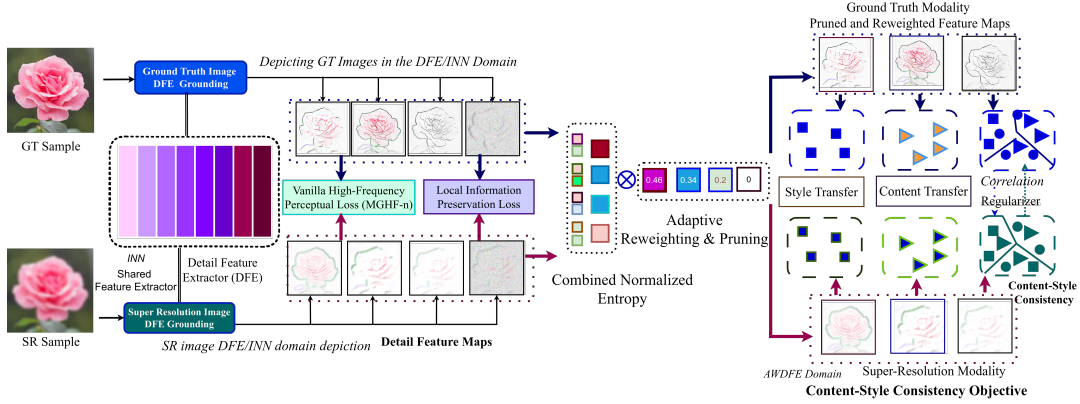 Ground Truth Modality
Pruned and Reweighted Feature Maps
Ground Truth Image
DFE Grounding
Depicting GT Images in the DFE/INN Domain
GT Sample
Vanilla High-Frequency
Perceptual Loss (MGHF-n)
Local Information
Preservation Loss
0.46
0.34
0.2
0
Adaptive
Reweighting & Pruning
Style Transfer
Content Transfer
Correlation
Regularizer
INN
Shared
Feature Extractor
Detail Feature
Extractor (DFE)
Combined Normalized
Entropy
Content-Style
Consistency
Super Resolution Image
DFE Grounding
SR Sample
SR image DFE/INN domain depiction
Detail Feature Maps
AWDFE Domain
Super-Resolution Modality
Content-Style Consistency Objective